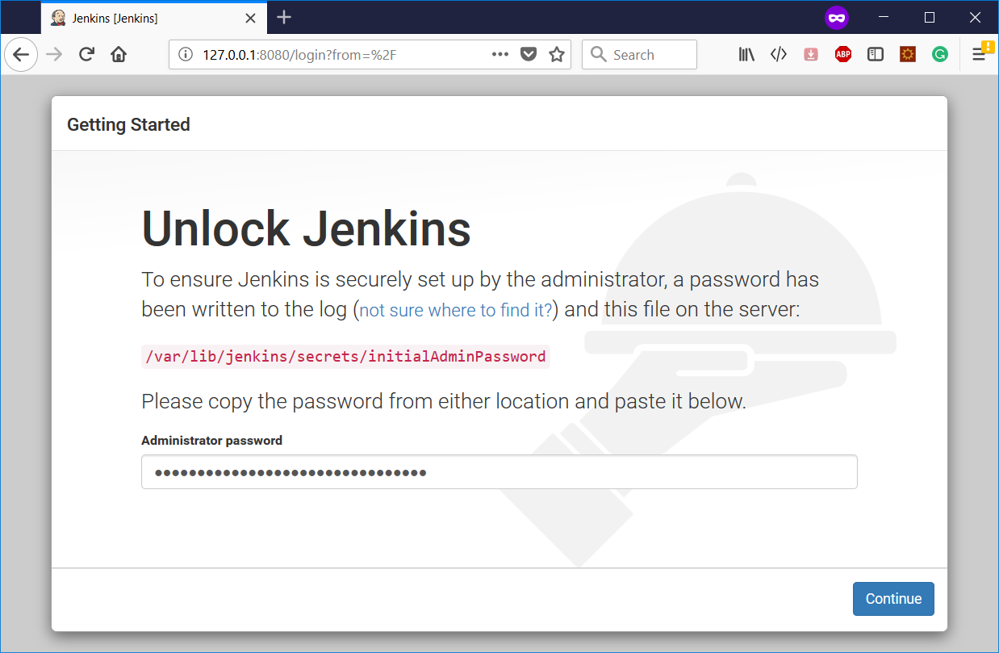 Jenkins [Jenkins]
127.0.0.1:8080/login?from=%2F
Search
ABP
Getting Started
Unlock Jenkins
To ensure Jenkins is securely set up by the administrator, a password has
been written to the log (not sure where to find it?) and this file on the server:
/var/lib/jenkins/secrets/initialAdminPassword
Please copy the password from either location and paste it below.
Administrator password
••••••••••••••••••••••••••••••••
Continue